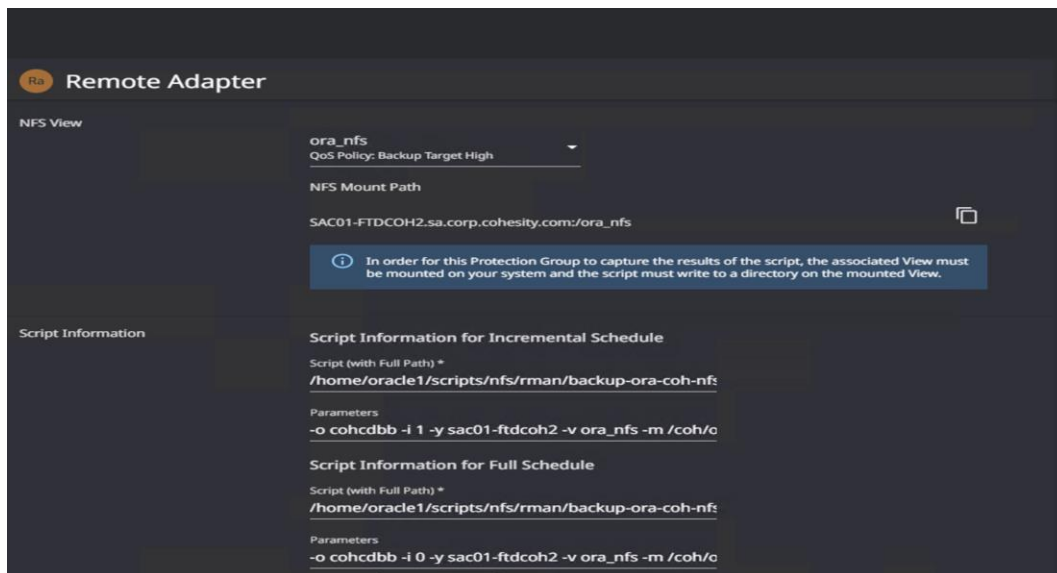 Ra Remote Adapter
NFS View
ora_nfs
QoS Policy: Backup Target High
NFS Mount Path
SAC01-FTDCOH2.sa.corp.cohesity.com:/ora_nfs
In order for this Protection Group to capture the results of the script, the associated View must
be mounted on your system and the script must write to a directory on the mounted View.
Script Information
Script Information for Incremental Schedule
Script (with Full Path) *
/home/oracle1/scripts/nfs/rman/backup-ora-coh-nfs
Parameters
-o cohcdbb -i 1 -y sac01-ftdcoh2 -v ora_nfs -m /coh/o
Script Information for Full Schedule
Script (with Full Path) *
/home/oracle1/scripts/nfs/rman/backup-ora-coh-nfs
Parameters
-o cohcdbb -i 0 -y sac01-ftdcoh2 -v ora_nfs -m /coh/o